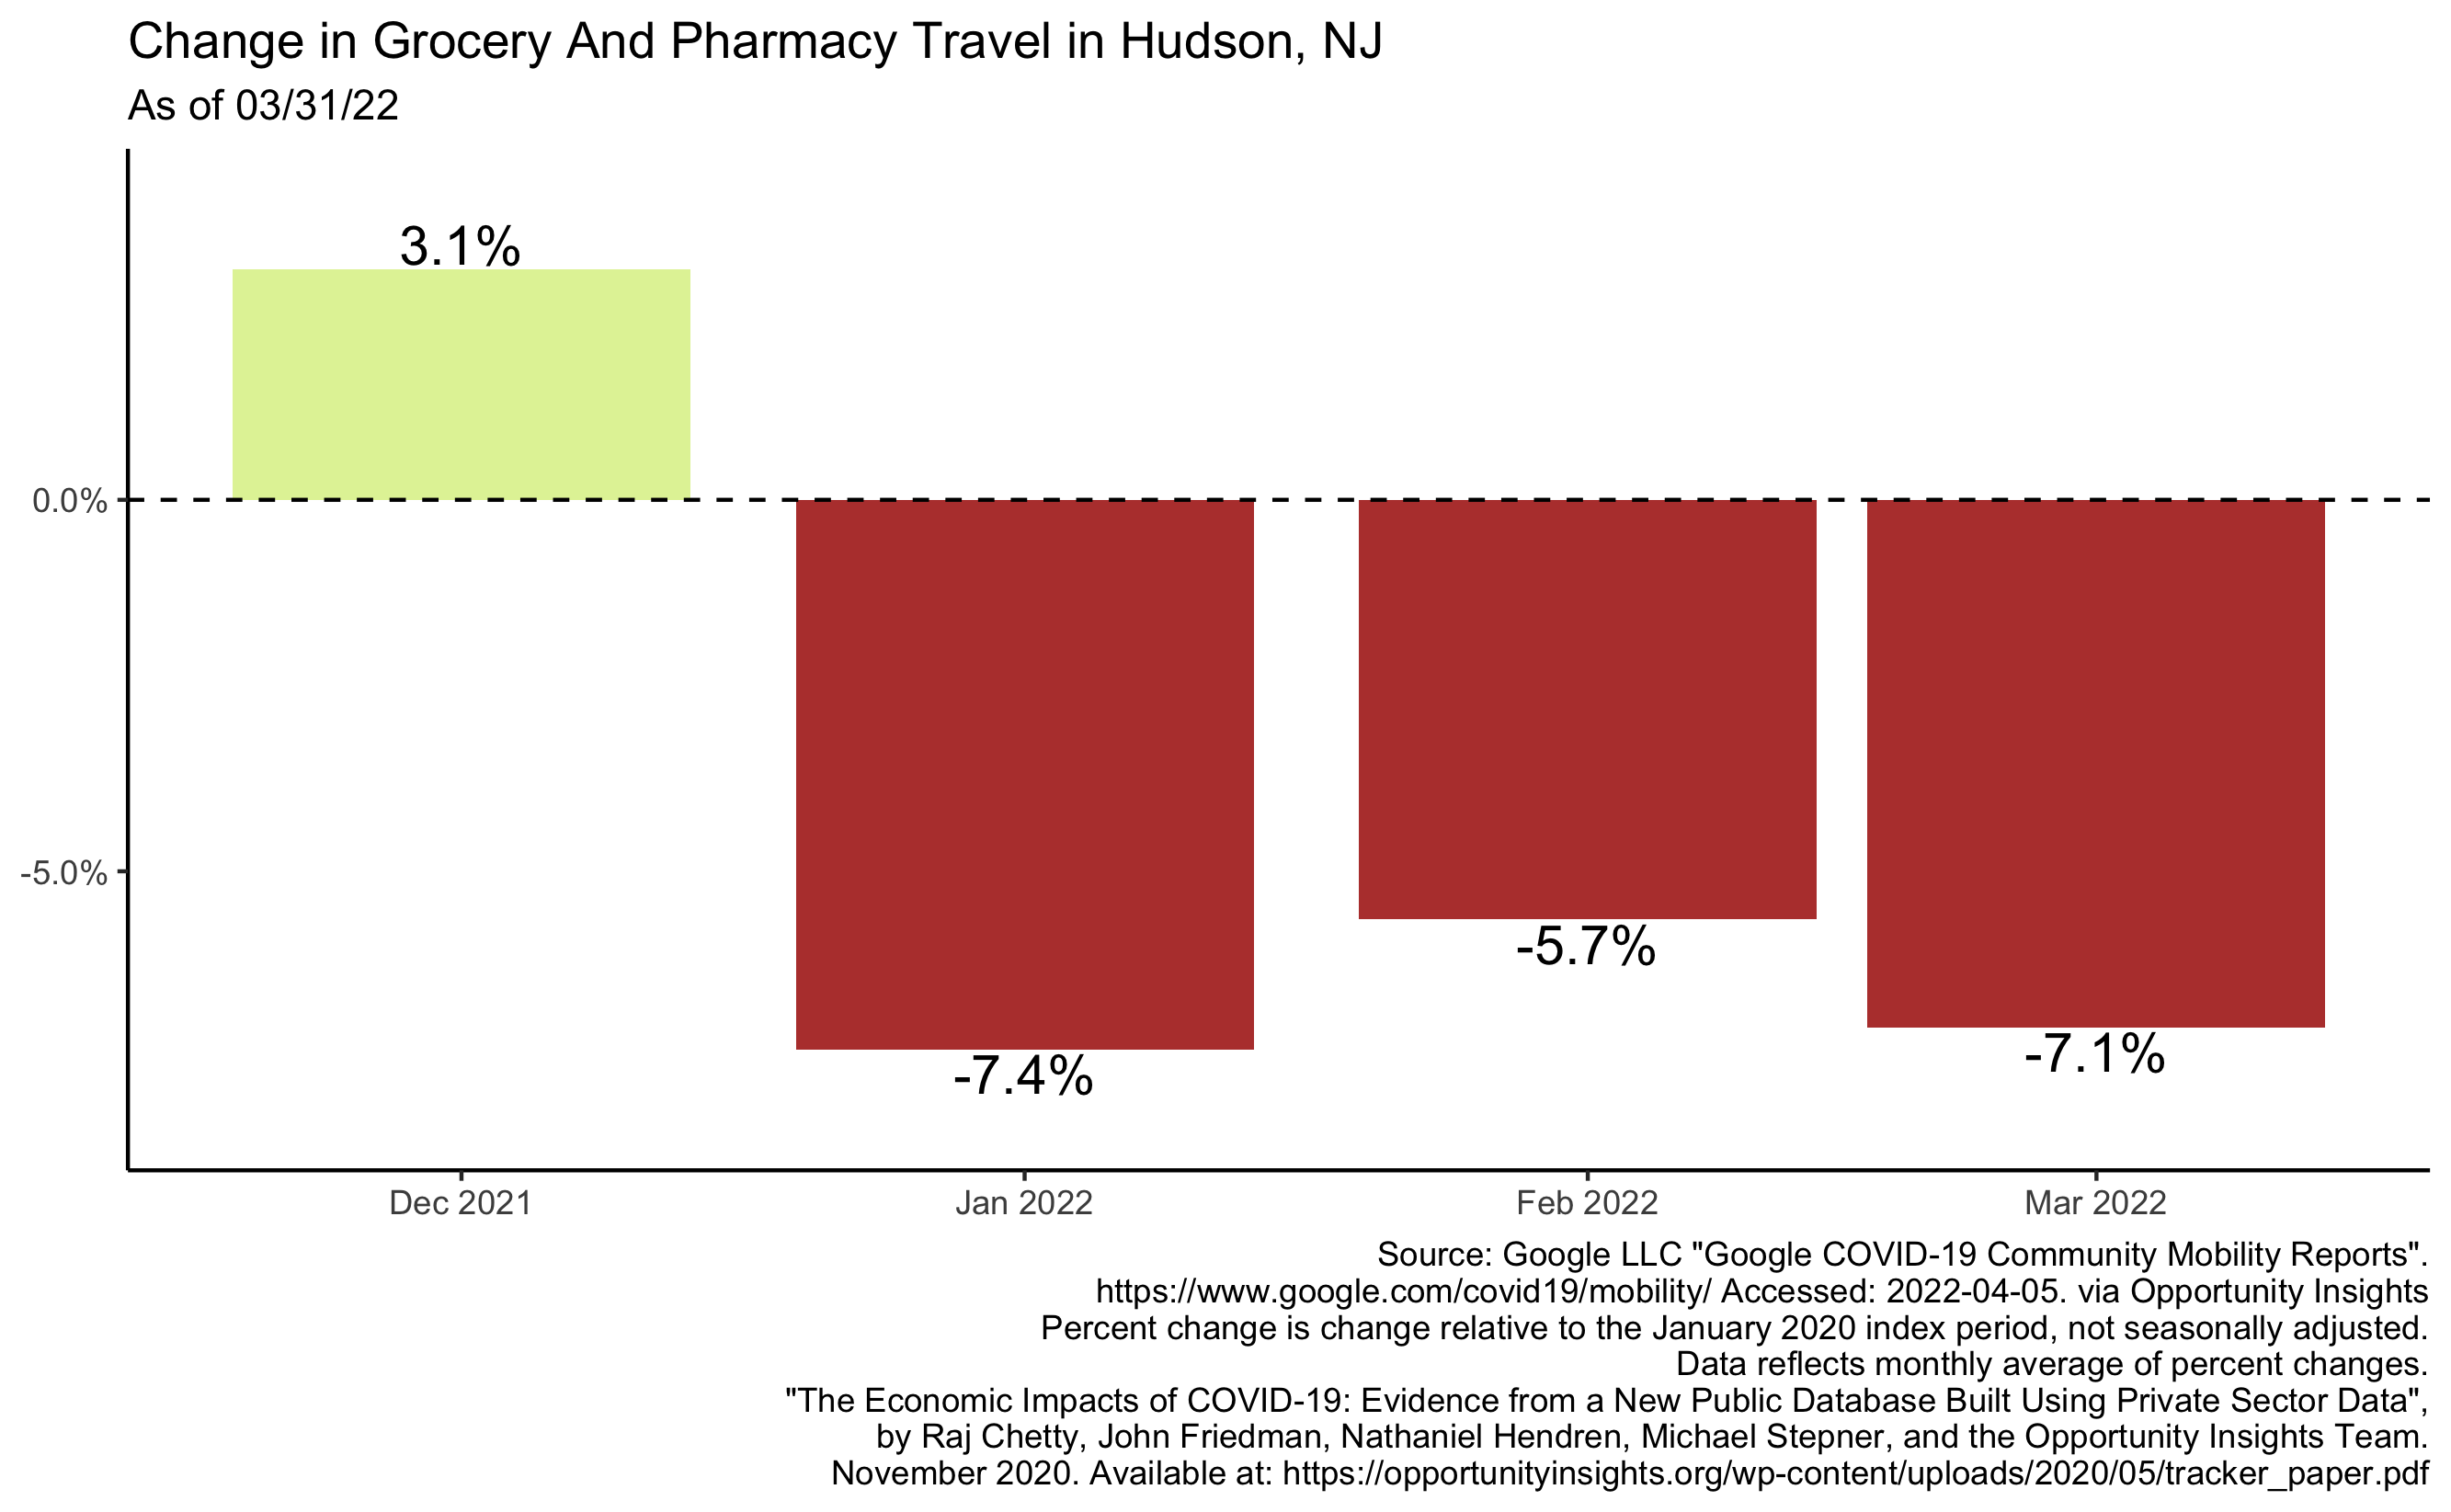 Change in Grocery And Pharmacy Travel in Hudson, NJ
As of 03/31/22
3.1%
0.0%
-5.0%
-5.7%
-7.1%
-7.4%
Dec 2021
Jan 2022
Feb 2022
Mar 2022
Source: Google LLC "Google COVID-19 Community Mobility Reports".
https://www.google.com/covid19/mobility/ Accessed: 2022-04-05. via Opportunity Insights
Percent change is change relative to the January 2020 index period, not seasonally adjusted.
Data reflects monthly average of percent changes.
"The Economic Impacts of COVID-19: Evidence from a New Public Database Built Using Private Sector Data",
by Raj Chetty, John Friedman, Nathaniel Hendren, Michael Stepner, and the Opportunity Insights Team.
November 2020. Available at: https://opportunityinsights.org/wp-content/uploads/2020/05/tracker_paper.pdf